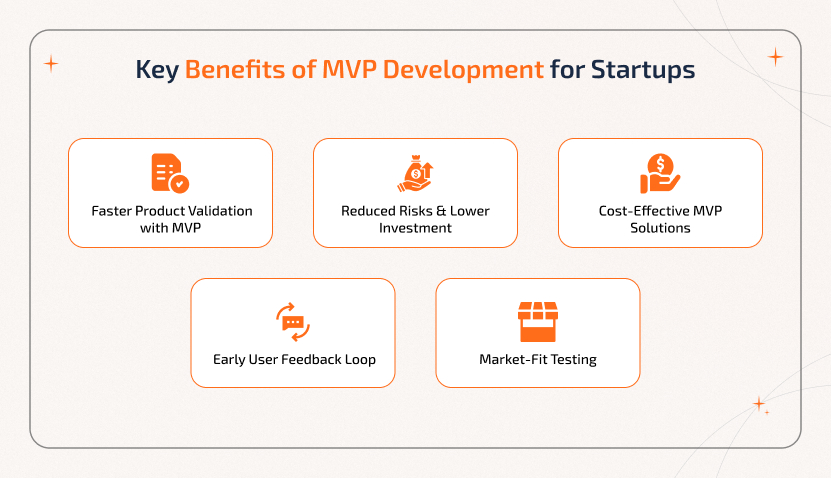 Key Benefits of MVP Development for Startups
Faster Product Validation
with MVP
Reduced Risks & Lower
Investment
Cost-Effective MVP
Solutions
Early User Feedback Loop
Market-Fit Testing